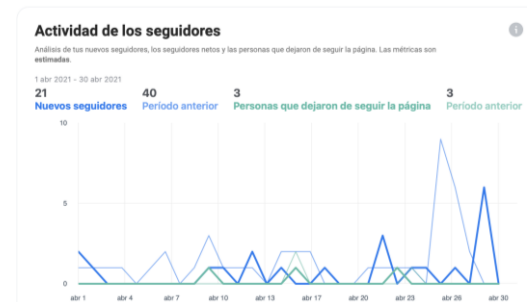 Actividad de los seguidores
Análisis de tus nuevos seguidores, los seguidores netos y las personas que dejaron de seguir la página. Las métricas son
estimadas.
1 abr 2021 - 30 abr 2021
21 40 3 3
Nuevos seguidores Período anterior Personas que dejaron de seguir la página Período anterior
10
5
0
abr 1 abr 4 abr 7 abr 10 abr 13 abr 17 abr 20 abr 23 abr 26 abr 30